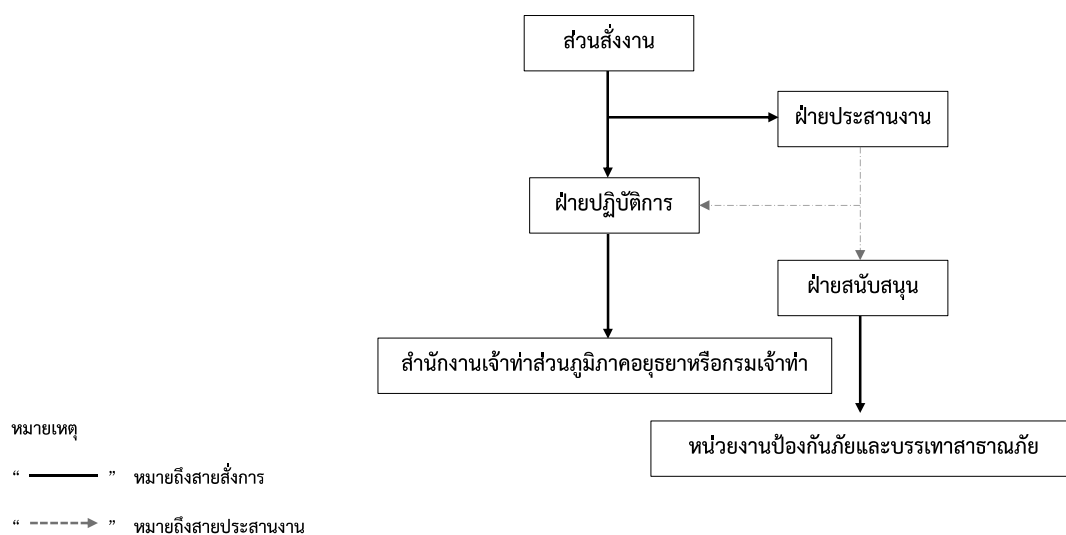 ส่วนสั่งงาน
ฝ่ายประสานงาน
ฝ่ายปฏิบัติการ
ฝ่ายสนับสนุน
สำนักงานเจ้าท่าส่วนภูมิภาคอยุธยาหรือกรมเจ้าท่า
หน่วยงานป้องกันภัยและบรรเทาสาธาณภัย
หมายเหตุ
“ ” หมายถึงสายสั่งการ
“ ” หมายถึงสายประสานงาน